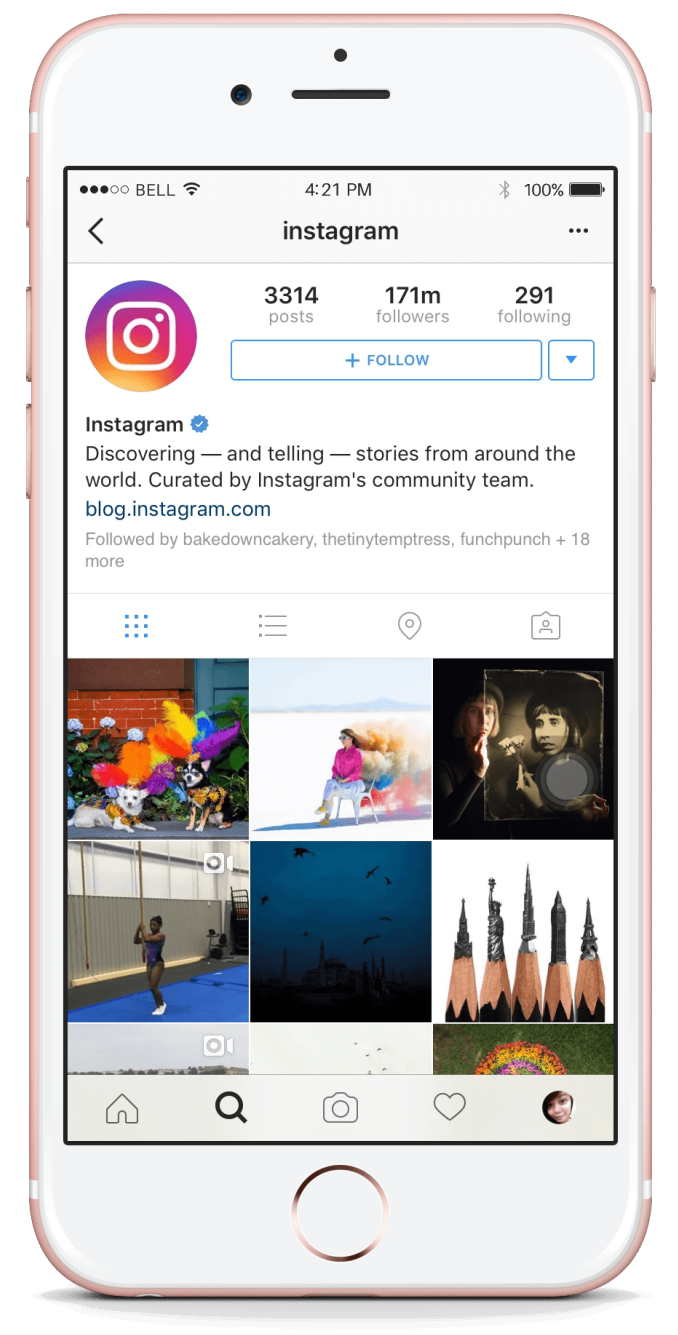 BELL 4:21 PM 100%
instagram
3314 171m 291
posts followers following
+ FOLLOW
Instagram
Discovering — and telling — stories from around the
world. Curated by Instagram's community team.
blog.instagram.com
Followed by bakedowncakery, thetinytemptress, funchpunch + 18
more